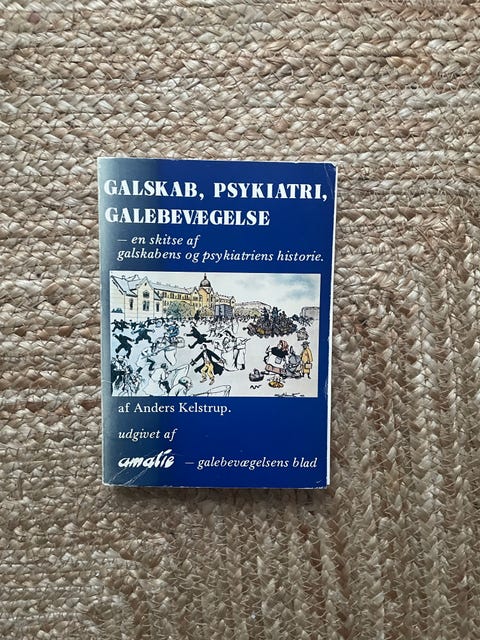 GALSKAB, PSYKIATRI,
GALEBEVÆGELSE
– en skitse af
galskabens og psykiatriens historie.
af Anders Kelstrup.
udgivet af
amalie – galebevægelsens blad